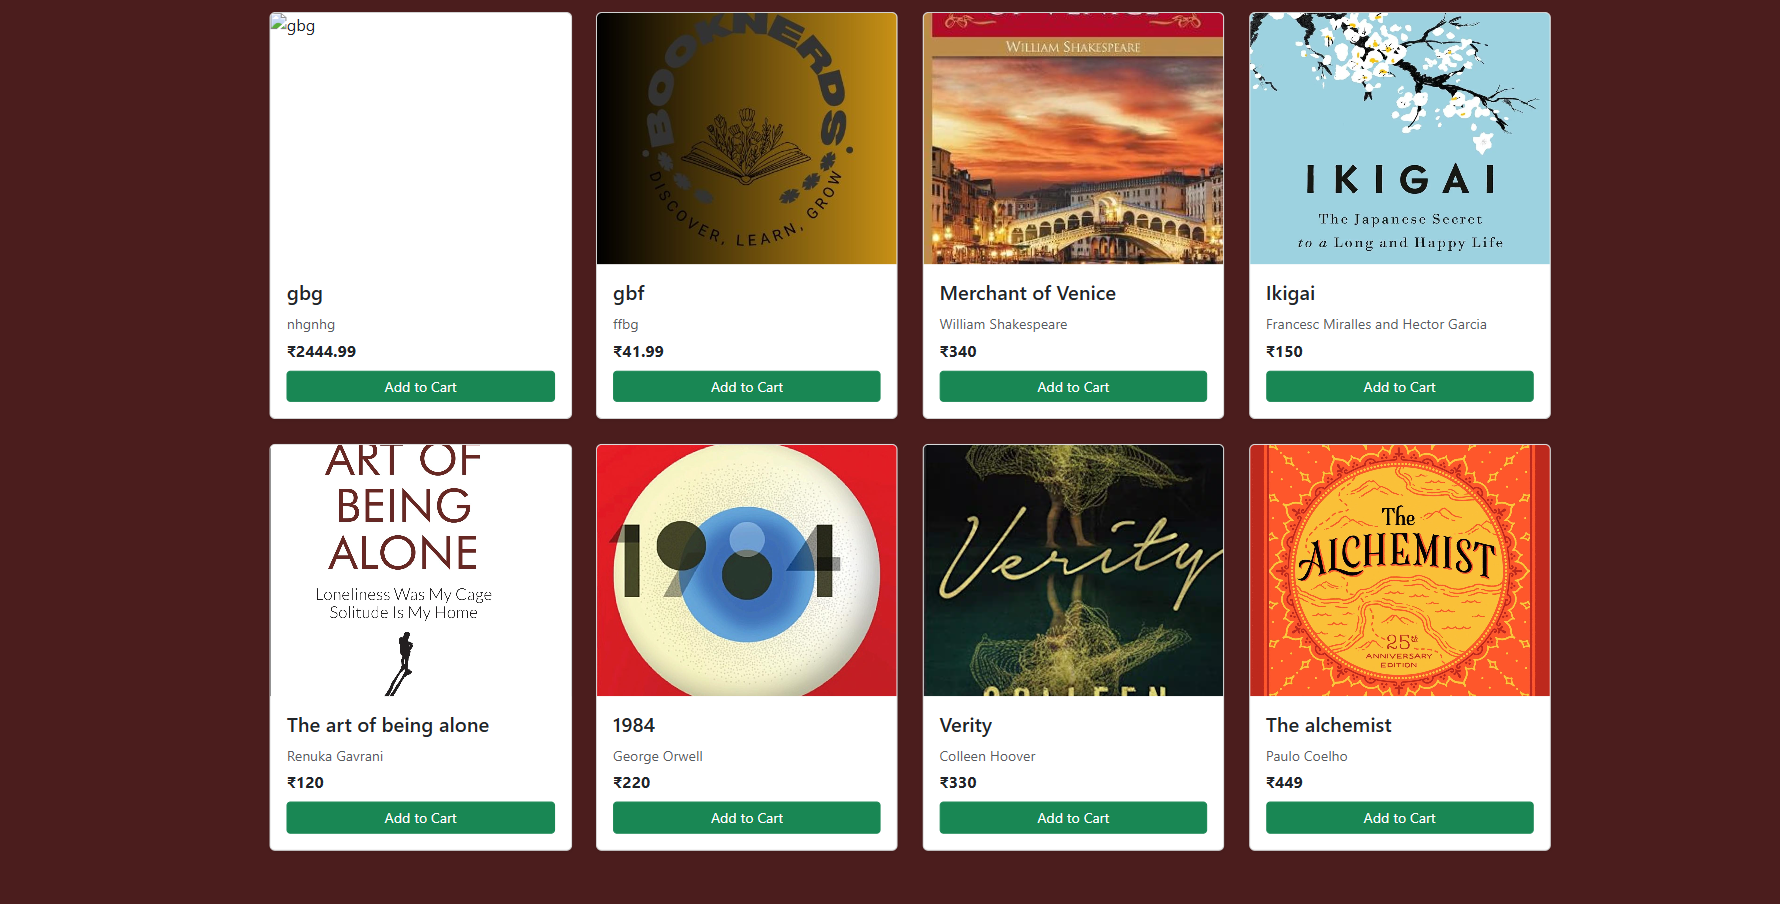 gbg
BOOKNERDS
DISCOVER, LEARN, GROW
WILLIAM SHAKESPEARE
IKIGAI
The Japanese Secret
to a Long and Happy Life
gbg
nhgnhg
₹2444.99
Add to Cart
gbf
ffbg
₹41.99
Add to Cart
Merchant of Venice
William Shakespeare
₹340
Add to Cart
Ikigai
Francesc Miralles and Hector Garcia
₹150
Add to Cart
ART OF
BEING
ALONE
Loneliness Was My Cage
Solitude Is My Home
1984
Verity
The
ALCHEMIST
25th
ANNIVERSARY
EDITION
The art of being alone
Renuka Gavrani
₹120
Add to Cart
1984
George Orwell
₹220
Add to Cart
Verity
Colleen Hoover
₹330
Add to Cart
The alchemist
Paulo Coelho
₹449
Add to Cart